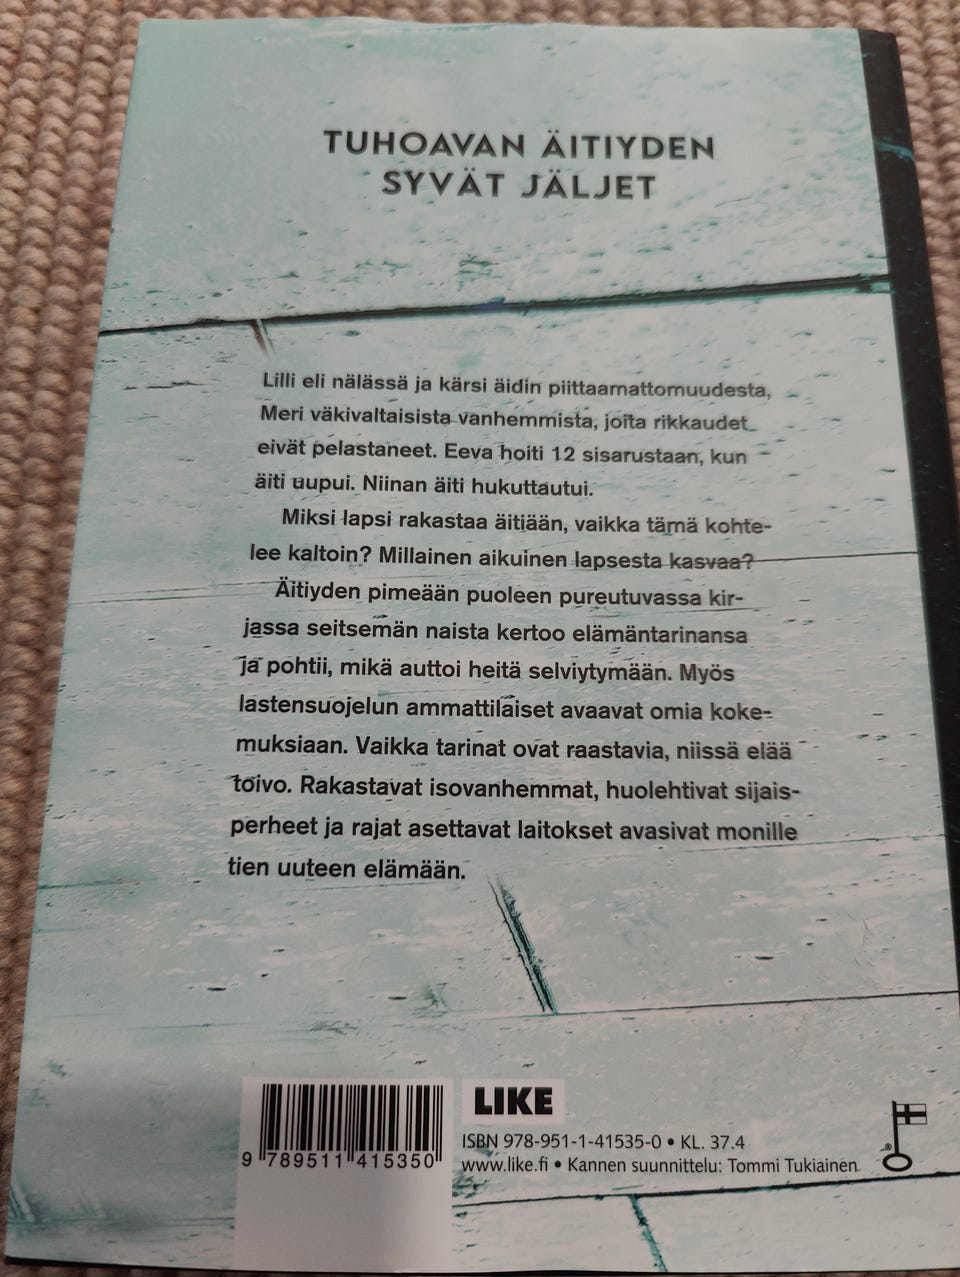 TUHOAVAN ÄITIYDEN
SYVÄT JÄLJET
Lilli eli nälässä ja kärsi äidin piittaamattomuudesta,
Meri väkivaltaisista vanhemmista, joita rikkaudet
eivät pelastaneet. Eeva hoiti 12 sisarustaan, kun
äiti uupui. Niinan äiti hukuttautui.
Miksi lapsi rakastaa äitiään, vaikka tämä kohte-
lee kaltoin? Millainen aikuinen lapsesta kasvaa?
Äitiyden pimeään puoleen pureutuvassa kir-
jassa seitsemän naista kertoo elämäntarinansa
ja pohtii, mikä auttoi heitä selviytymään. Myös
lastensuojelun ammattilaiset avaavat omia koke-
muksiaan. Vaikka tarinat ovat raastavia, niissä elää
toivo. Rakastavat isovanhemmat, huolehtivat sijais-
perheet ja rajat asettavat laitokset avasivat monille
tien uuteen elämään.
LIKE
ISBN 978-951-1-41535-0 • KL. 37.4
www.like.fi • Kannen suunnittelu: Tommi Tukiainen
9 789511 415350
®